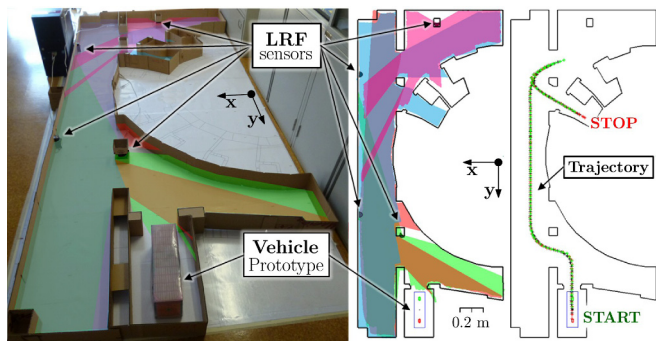 LRF
sensors
x
y
x
y
Trajectory
STOP
Vehicle
Prototype
0.2 m
START